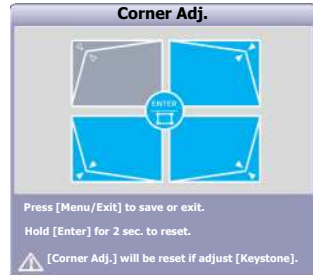 Corner Adj.
ENTER
Press [Menu/Exit] to save or exit.
Hold [Enter] for 2 sec. to reset.
[Corner Adj.] will be reset if adjust [Keystone].